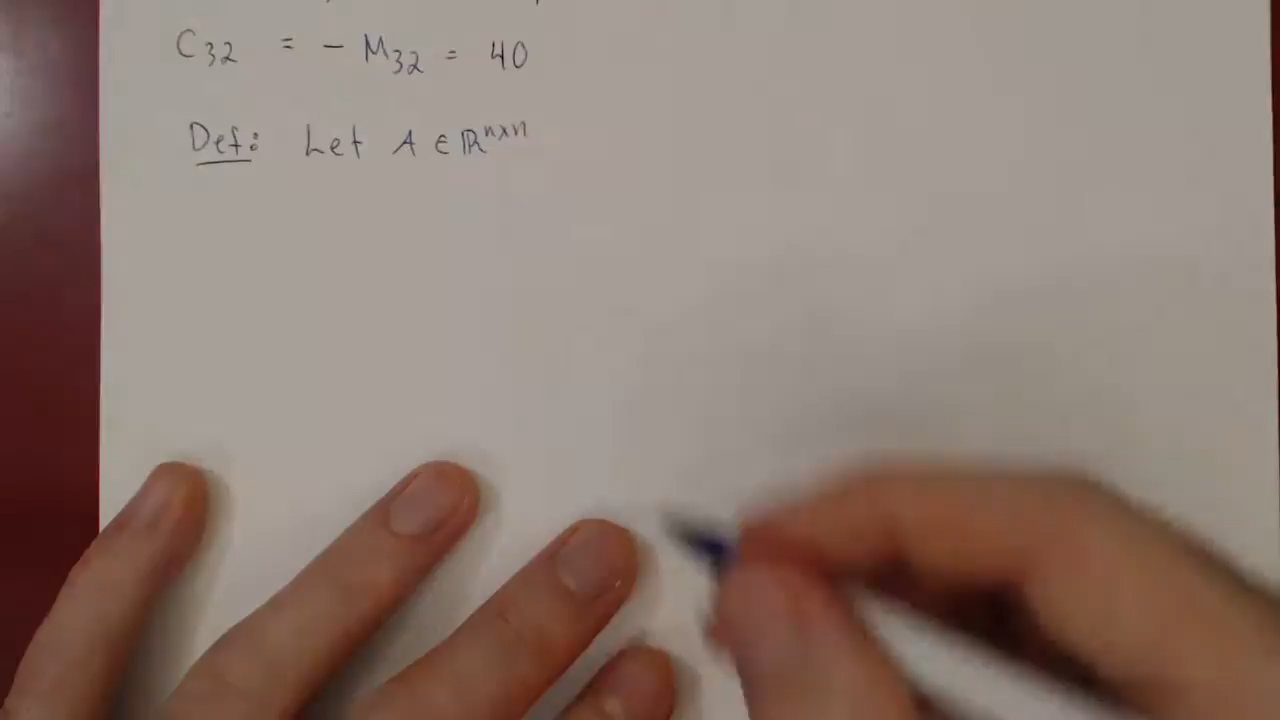 C₃₂ = - M₃₂ = 40
Def: Let A ∈ ℝⁿˣⁿ